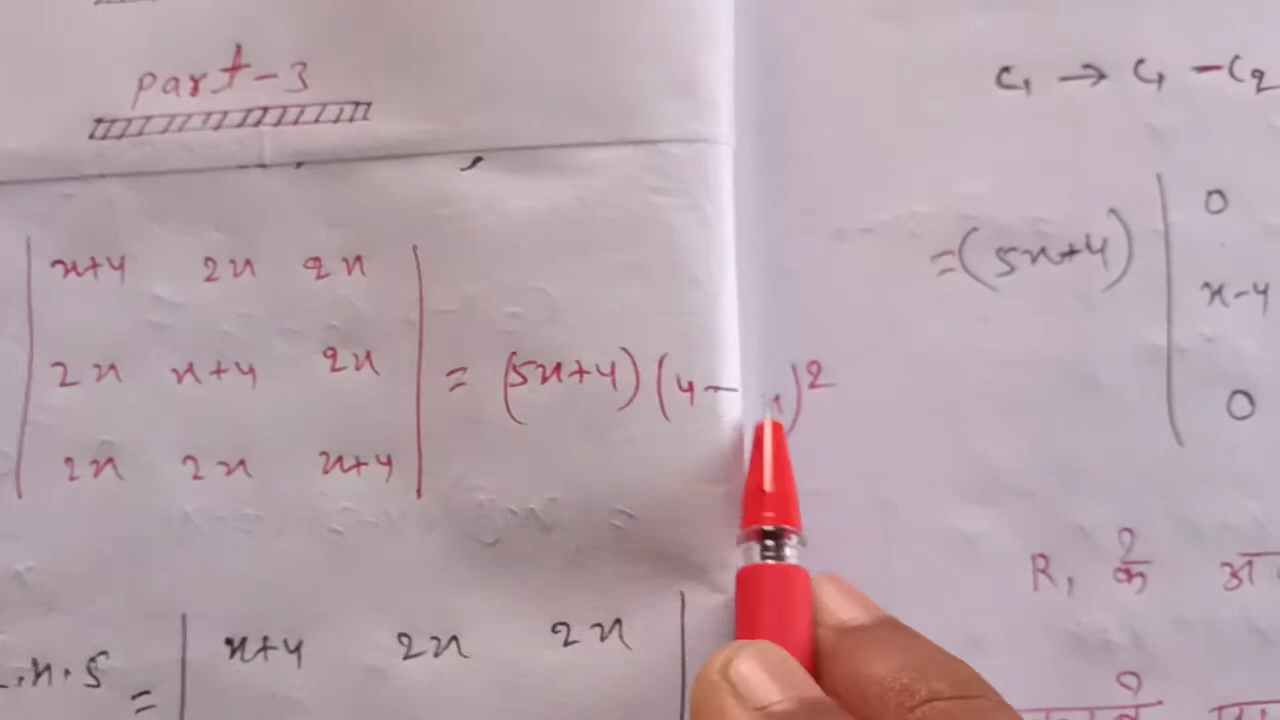 part-3
x+4 2x 2x
2x x+4 2x = (5x+4)(4-x)²
2x 2x x+4
L.H.S = x+4 2x 2x
C₁ → C₁ - C₂
=(5x+4) 0
x-4
0
R₁ के